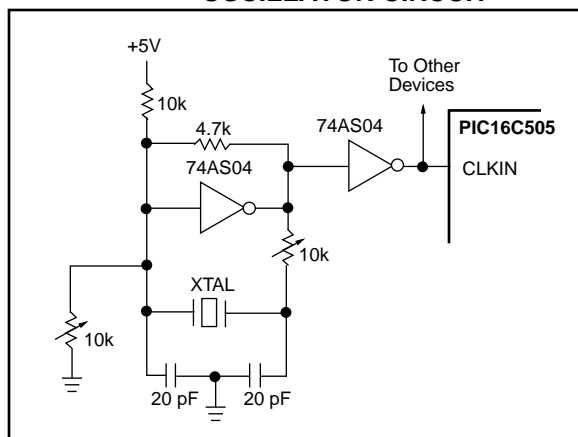 OSCILLATOR CIRCUIT
+5V
To Other
Devices
10k
4.7k
74AS04
PIC16C505
74AS04
CLKIN
10k
XTAL
10k
20 pF
20 pF